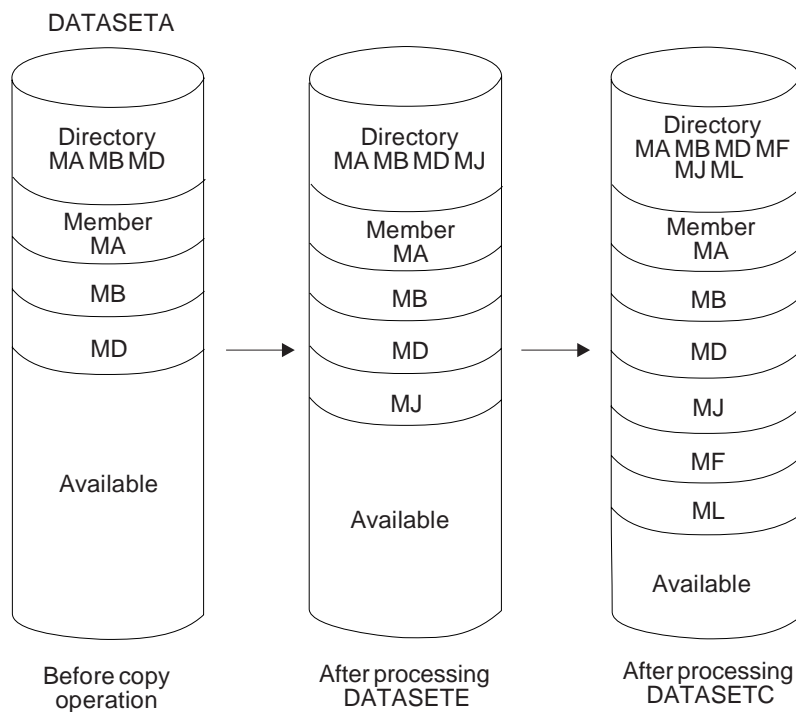 DATASETA
Directory
MA MB MD
Member
MA
MB
MD
Available
Before copy
operation
Directory
MA MB MD MJ
Member
MA
MB
MD
MJ
Available
After processing
DATASETE
Directory
MA MB MD MF
MJ ML
Member
MA
MB
MD
MJ
MF
ML
Available
After processing
DATASETC